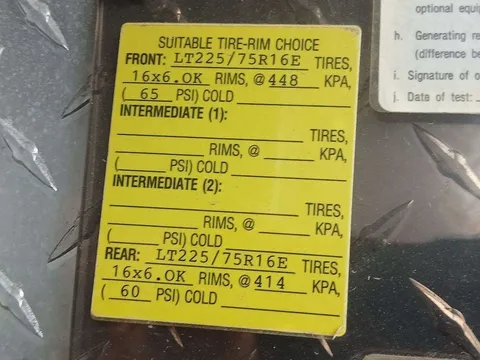 SUITABLE TIRE-RIM CHOICE
FRONT: LT225/75R16E TIRES,
16x6.OK RIMS, @ 448 KPA,
( 65 PSI) COLD
INTERMEDIATE (1):
TIRES,
RIMS, @ KPA,
( PSI) COLD
INTERMEDIATE (2):
TIRES,
RIMS, @ KPA,
( PSI) COLD
REAR: LT225/75R16E TIRES,
16x6.OK RIMS, @ 414 KPA,
( 60 PSI) COLD
optional equip
h. Generating re
(difference be
i. Signature of o
j. Date of test: